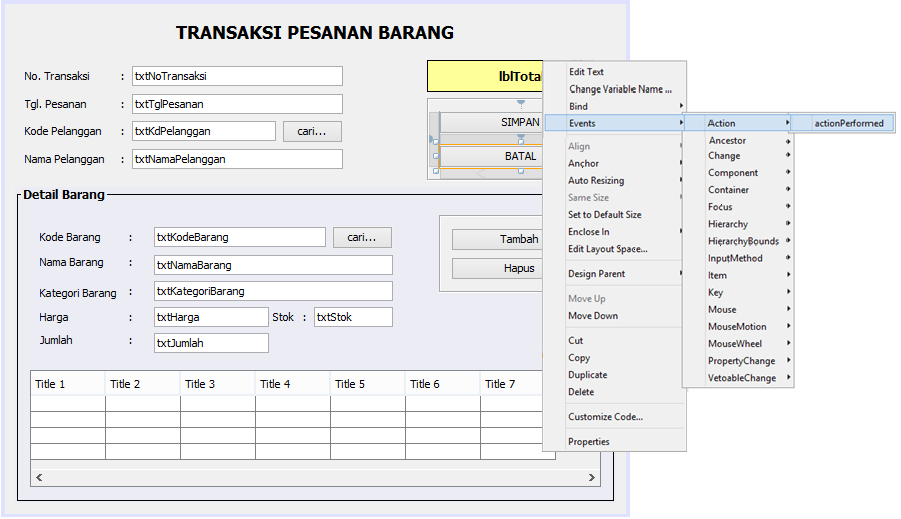 TRANSAKSI PESANAN BARANG
No. Transaksi : txtNoTransaksi
Tgl. Pesanan : txtTglPesanan
Kode Pelanggan : txtKdPelanggan cari...
Nama Pelanggan : txtNamaPelanggan
lblTotal
SIMPAN
BATAL
Detail Barang
Kode Barang : txtKodeBarang cari...
Nama Barang : txtNamaBarang
Kategori Barang : txtKategoriBarang
Harga : txtHarga Stok : txtStok
Jumlah : txtJumlah
Tambah
Hapus
Title 1 Title 2 Title 3 Title 4 Title 5 Title 6 Title 7
Edit Text
Change Variable Name ...
Bind
Events
Align
Anchor
Auto Resizing
Same Size
Set to Default Size
Enclose In
Edit Layout Space...
Design Parent
Move Up
Move Down
Cut
Copy
Duplicate
Delete
Customize Code...
Properties
Action
Ancestor
Change
Component
Container
Focus
Hierarchy
HierarchyBounds
InputMethod
Item
Key
Mouse
MouseMotion
MouseWheel
PropertyChange
VetoableChange
actionPerformed